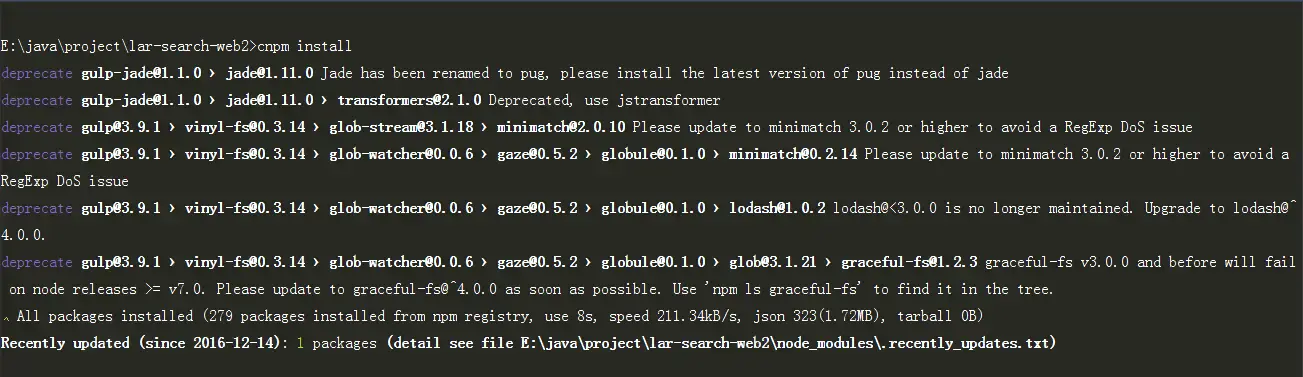 E:\java\project\lar-search-web2>cnpm install
deprecate gulp-jade@1.1.0 › jade@1.11.0 Jade has been renamed to pug, please install the latest version of pug instead of jade
deprecate gulp-jade@1.1.0 › jade@1.11.0 › transformers@2.1.0 Deprecated, use jstransformer
deprecate gulp@3.9.1 › vinyl-fs@0.3.14 › glob-stream@3.1.18 › minimatch@2.0.10 Please update to minimatch 3.0.2 or higher to avoid a RegExp DoS issue
deprecate gulp@3.9.1 › vinyl-fs@0.3.14 › glob-watcher@0.0.6 › gaze@0.5.2 › globule@0.1.0 › minimatch@0.2.14 Please update to minimatch 3.0.2 or higher to avoid a
RegExp DoS issue
deprecate gulp@3.9.1 › vinyl-fs@0.3.14 › glob-watcher@0.0.6 › gaze@0.5.2 › globule@0.1.0 › lodash@1.0.2 lodash@<3.0.0 is no longer maintained. Upgrade to lodash@^
4.0.0.
deprecate gulp@3.9.1 › vinyl-fs@0.3.14 › glob-watcher@0.0.6 › gaze@0.5.2 › globule@0.1.0 › glob@3.1.21 › graceful-fs@1.2.3 graceful-fs v3.0.0 and before will fail
on node releases >= v7.0. Please update to graceful-fs@^4.0.0 as soon as possible. Use 'npm ls graceful-fs' to find it in the tree.
All packages installed (279 packages installed from npm registry, use 8s, speed 211.34kB/s, json 323(1.72MB), tarball 0B)
Recently updated (since 2016-12-14): 1 packages (detail see file E:\java\project\lar-search-web2\node_modules\.recently_updates.txt)